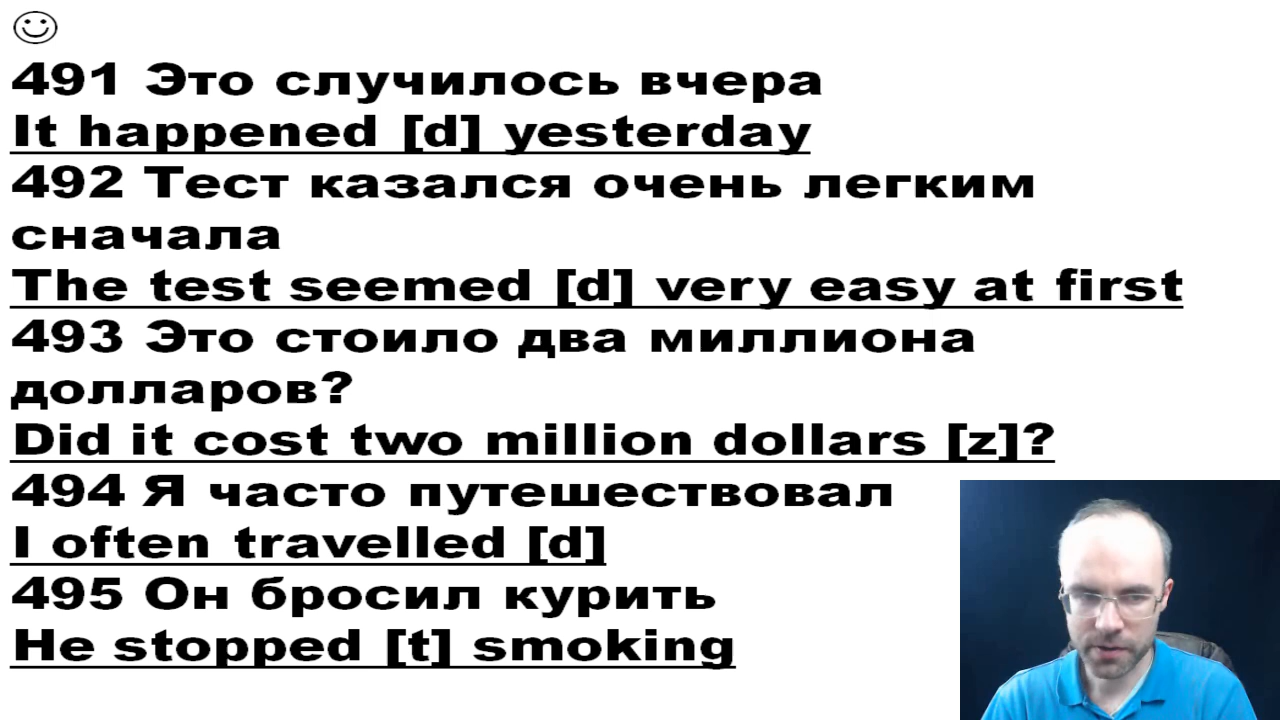 491 Это случилось вчера
It happened [d] yesterday
492 Тест казался очень легким
сначала
The test seemed [d] very easy at first
493 Это стоило два миллиона
долларов?
Did it cost two million dollars [z]?
494 Я часто путешествовал
I often travelled [d]
495 Он бросил курить
He stopped [t] smoking